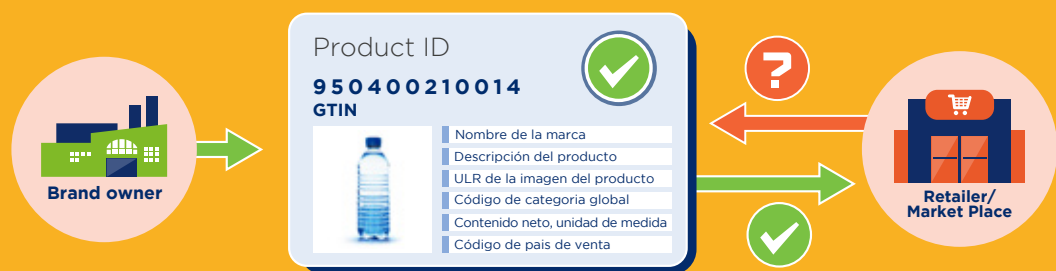 Product ID
950400210014
GTIN
Nombre de la marca
Descripción del producto
ULR de la imagen del producto
Código de categoria global
Contenido neto, unidad de medida
Código de pais de venta
Brand owner
?
Retailer/
Market Place